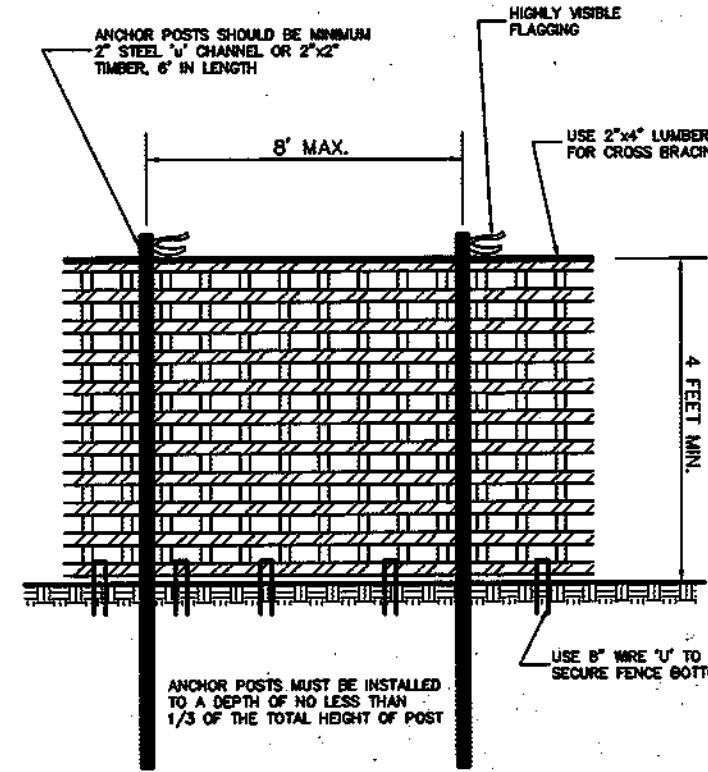 ANCHOR POSTS SHOULD BE MINIMUM
2" STEEL 'u' CHANNEL OR 2"x2"
TIMBER, 6' IN LENGTH
HIGHLY VISIBLE
FLAGGING
8' MAX.
USE 2"x4" LUMBER
FOR CROSS BRACIN
4 FEET MIN.
USE 8" WIRE 'U' TO
SECURE FENCE BOTT
ANCHOR POSTS MUST BE INSTALLED
TO A DEPTH OF NO LESS THAN
1/3 OF THE TOTAL HEIGHT OF POST